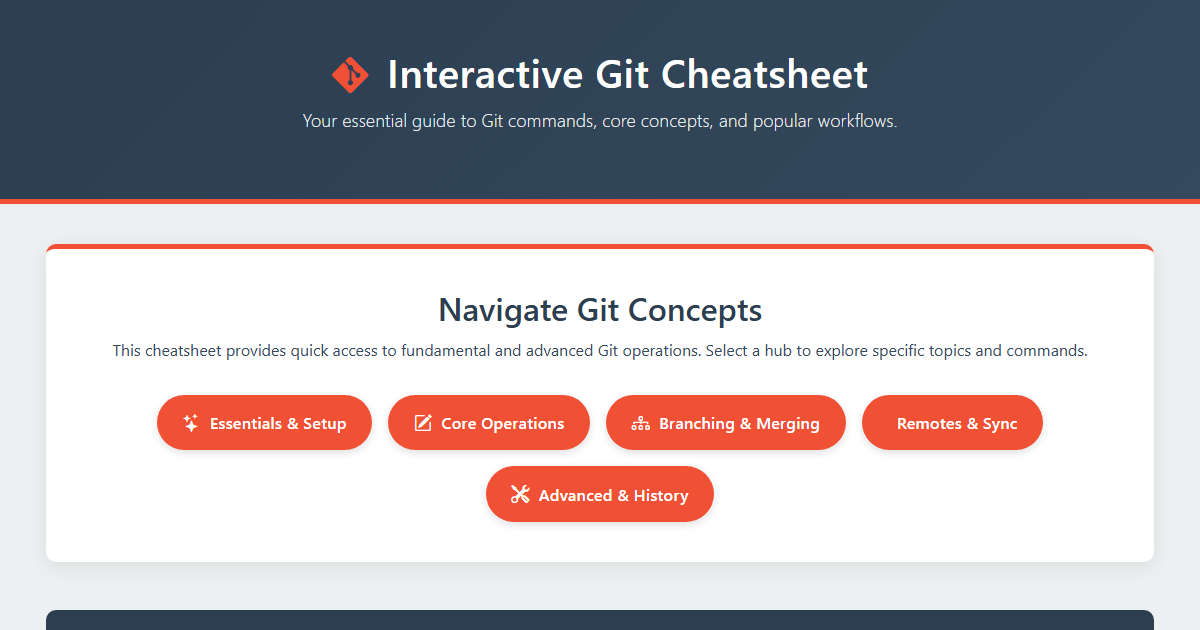 Interactive Git Cheatsheet
Your essential guide to Git commands, core concepts, and popular workflows.
Navigate Git Concepts
This cheatsheet provides quick access to fundamental and advanced Git operations. Select a hub to explore specific topics and commands.
Essentials & Setup
Core Operations
Branching & Merging
Remotes & Sync
Advanced & History